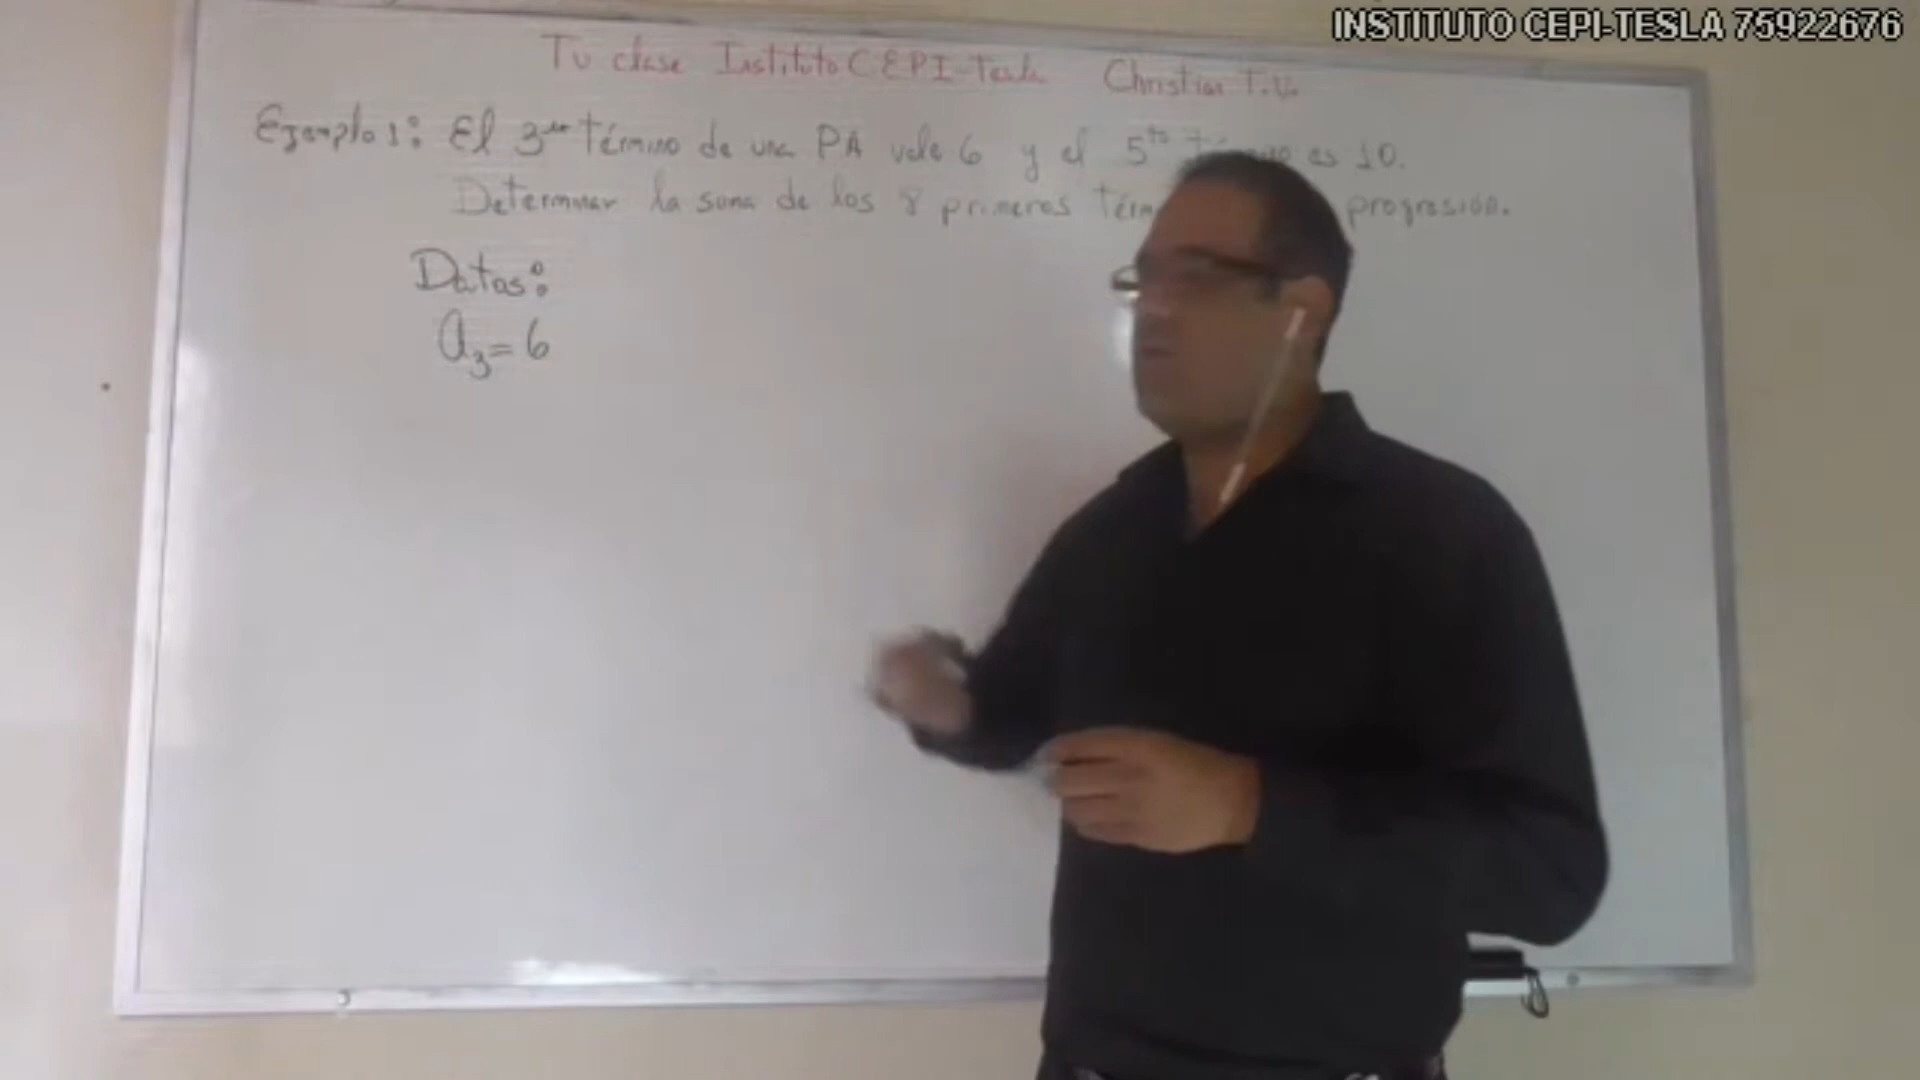 INSTITUTO CEPI-TESLA 75922676
Tu clase Instituto CEPI-Tesla Christian T.V.
Ejemplo 1: El 3er término de una PA vale 6 y el 5to es 10.
Determinar la suma de los 8 primeros progresión.
Datos:
a₃=6